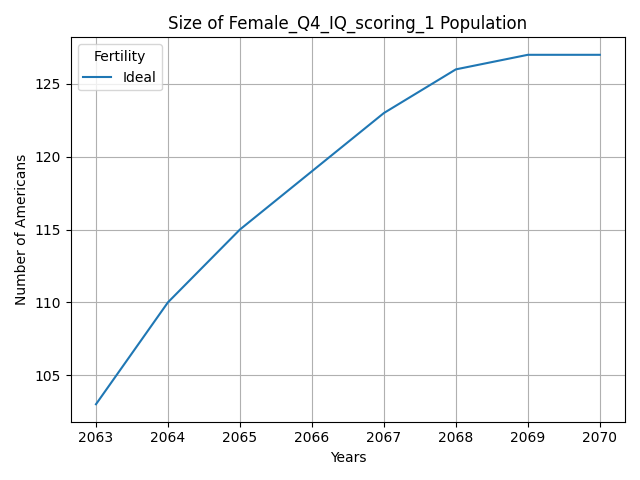 Size of Female_Q4_IQ_scoring_1 Population
Fertility
Ideal
Number of Americans
125
120
115
110
105
2063 2064 2065 2066 2067 2068 2069 2070
Years